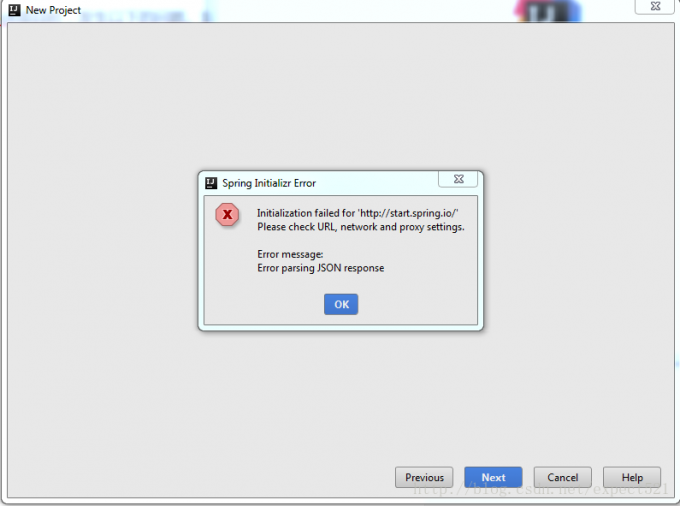 New Project
Spring Initializr Error
Initialization failed for 'http://start.spring.io/'
Please check URL, network and proxy settings.
Error message:
Error parsing JSON response
OK
Previous
Next
Cancel
Help
http://blog.csdn.net/expect521